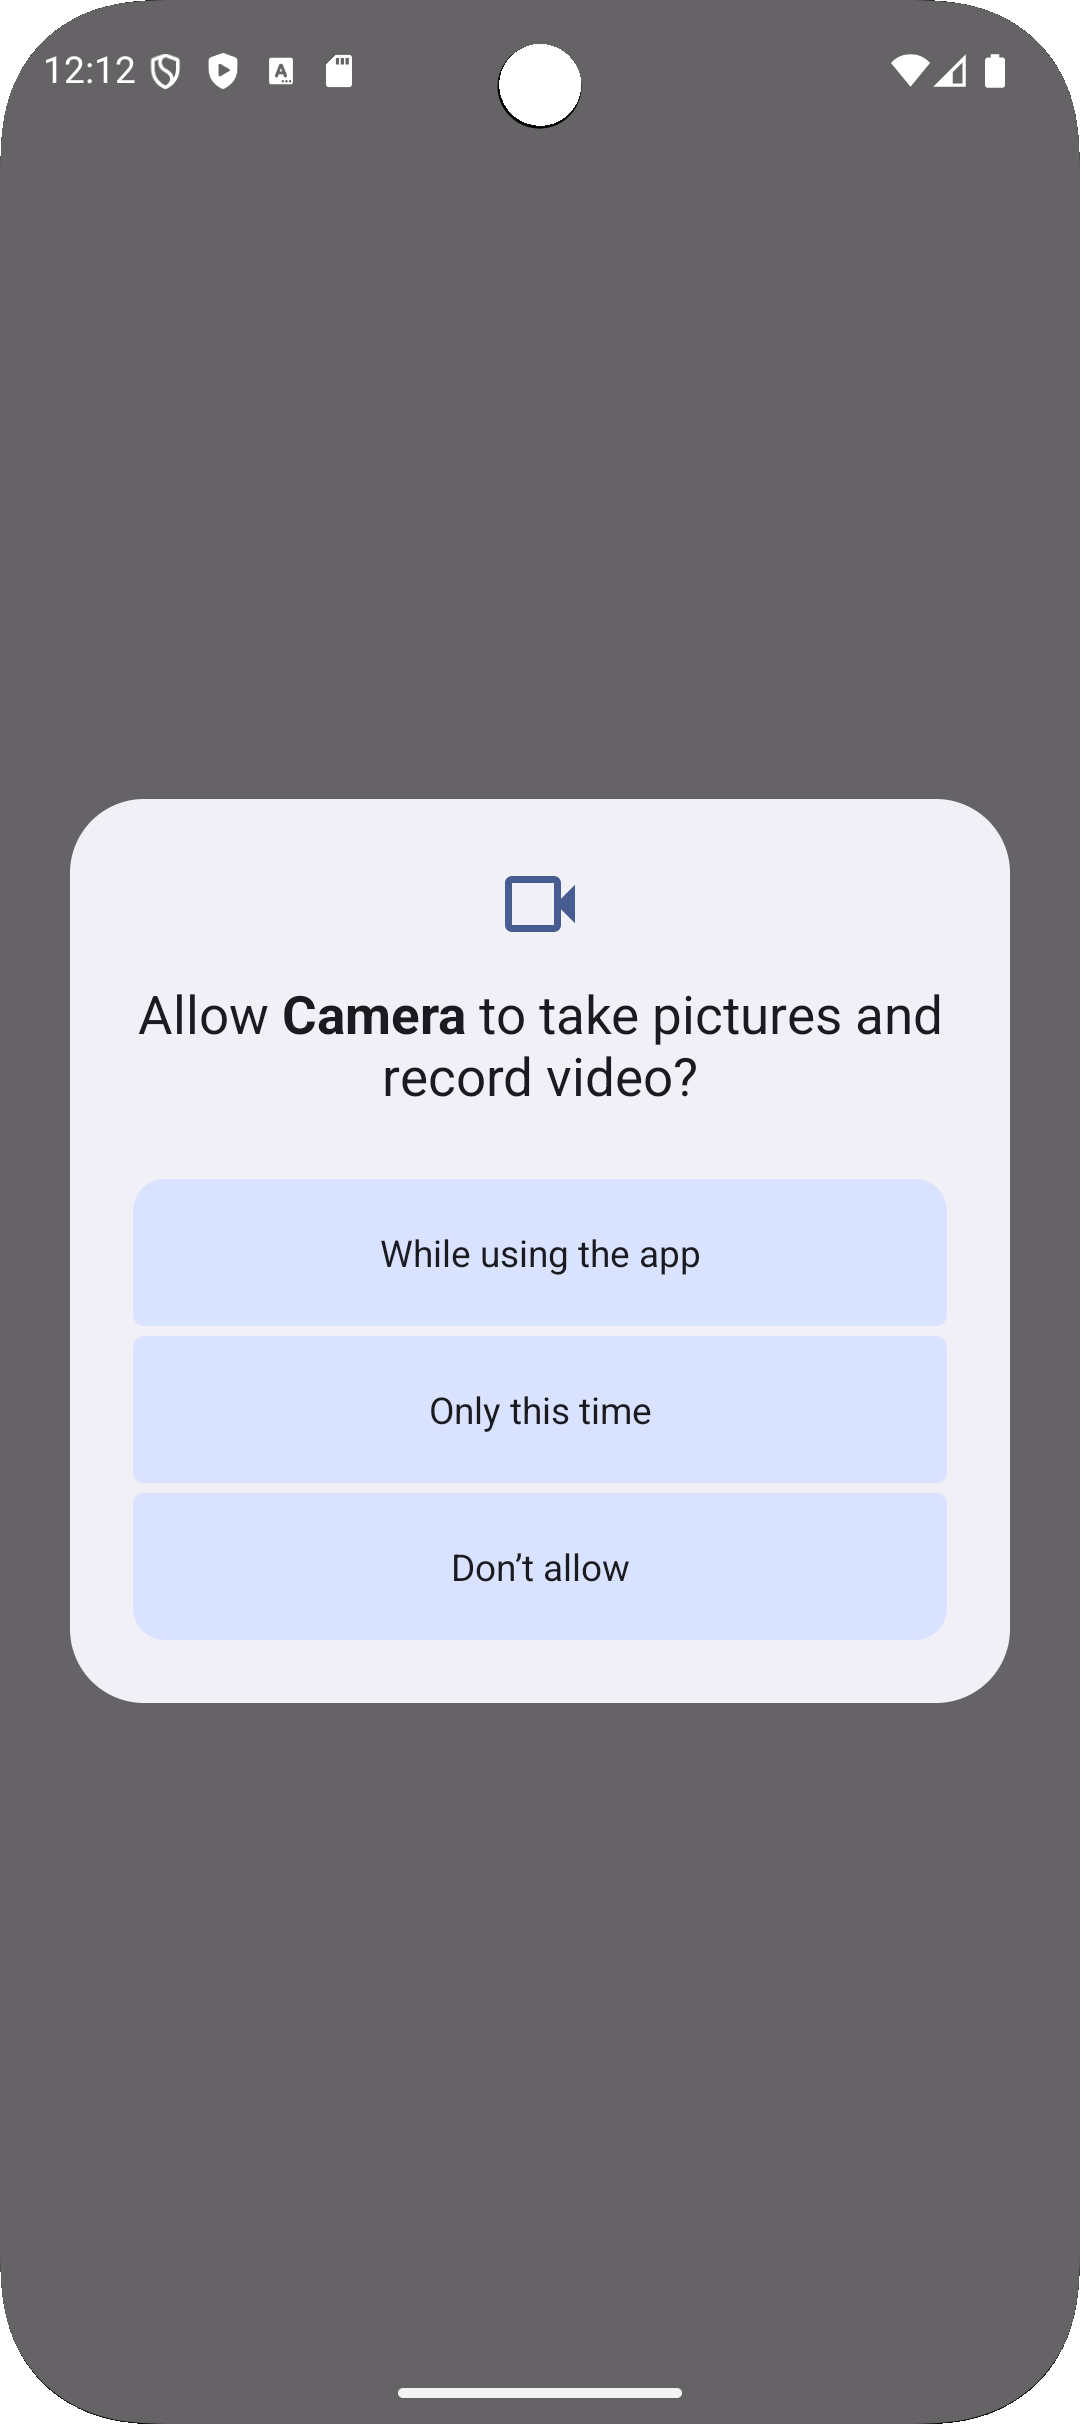 12:12
Allow Camera to take pictures and
record video?
While using the app
Only this time
Don’t allow